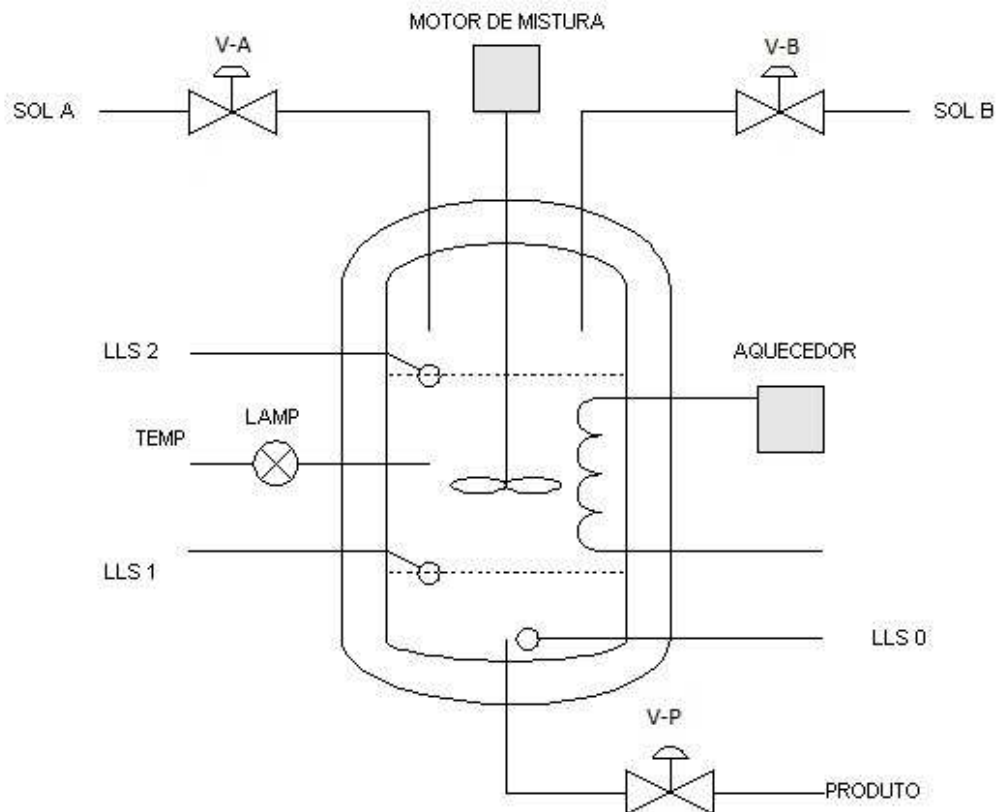 MOTOR DE MISTURA
V-A
V-B
SOL A
SOL B
LLS 2
AQUECEDOR
LAMP
TEMP
LLS 1
LLS 0
V-P
PRODUTO